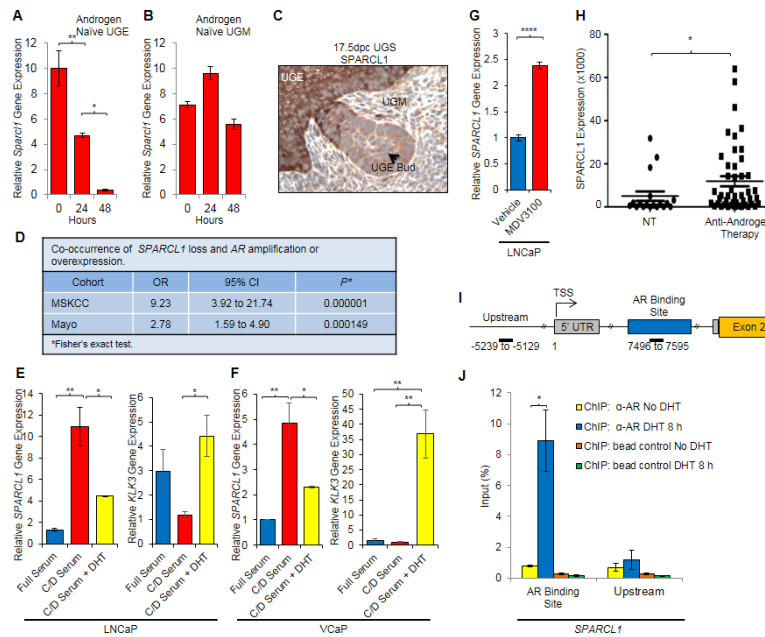 A
Androgen
Naïve UGE
Relative Sparcl1 Gene Expression
12
10
8
6
4
2
0
**
*
0 24 48
Hours
B
Androgen
Naïve UGM
Relative Sparcl1 Gene Expression
12
10
8
6
4
2
0
0 24 48
Hours
C
17.5dpc UGS
SPARCL1
UGE
UGM
UGE Bud
D
Co-occurrence of SPARCL1 loss and AR amplification or
overexpression.
Cohort OR 95% CI P*
MSKCC 9.23 3.92 to 21.74 0.000001
Mayo 2.78 1.59 to 4.90 0.000149
*Fisher's exact test.
E
Relative SPARCL1 Gene Expression
14
12
10
8
6
4
2
0
** *
Full Serum
C/D Serum
C/D Serum + DHT
Relative KLK3 Gene Expression
6
5
4
3
2
1
0
*
Full Serum
C/D Serum
C/D Serum + DHT
LNCaP
F
Relative SPARCL1 Gene Expression
6
5
4
3
2
1
0
** *
Full Serum
C/D Serum
C/D Serum + DHT
Relative KLK3 Gene Expression
50
45
40
35
30
25
20
15
10
5
0
**
**
Full Serum
C/D Serum
C/D Serum + DHT
VCaP
G
Relative SPARCL1 Gene Expression
3
2.5
2
1.5
1
0.5
0
****
Vehicle
MDV3100
LNCaP
H
SPARCL1 Expression (x1000)
80
60
40
20
0
*
NT
Anti-Androgen
Therapy
I
Upstream
TSS
AR Binding
Site
5' UTR
Exon 2
-5239 to -5129
1
7496 to 7595
J
Input (%)
12
10
8
6
4
2
0
*
ChIP: α-AR No DHT
ChIP: α-AR DHT 8 h
ChIP: bead control No DHT
ChIP: bead control DHT 8 h
AR Binding
Site
Upstream
SPARCL1